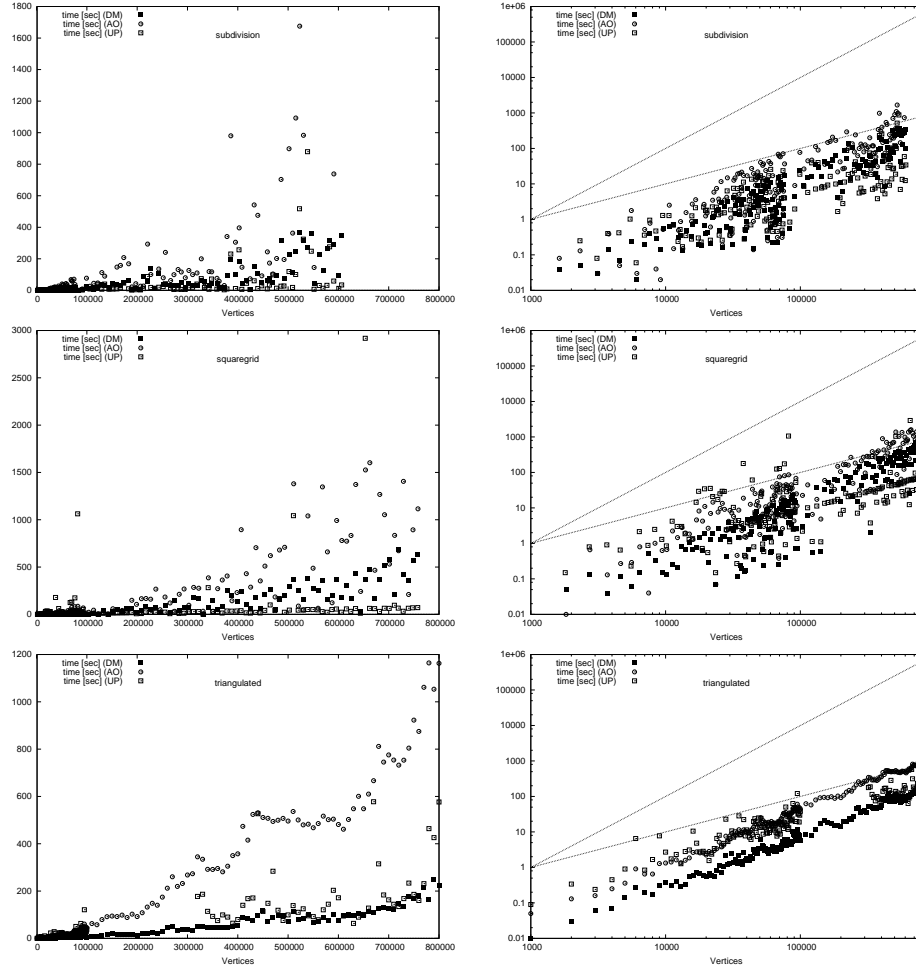 1800
1600
1400
1200
1000
800
600
400
200
0
time [sec] (DM)
time [sec] (AO)
time [sec] (UP)
subdivision
0 100000 200000 300000 400000 500000 600000 700000 800000
Vertices
1e+06
100000
10000
1000
100
10
1
0.1
0.01
time [sec] (DM)
time [sec] (AO)
time [sec] (UP)
subdivision
1000 10000 100000
Vertices
3000
2500
2000
1500
1000
500
0
time [sec] (DM)
time [sec] (AO)
time [sec] (UP)
squaregrid
0 100000 200000 300000 400000 500000 600000 700000 800000
Vertices
1e+06
100000
10000
1000
100
10
1
0.1
0.01
time [sec] (DM)
time [sec] (AO)
time [sec] (UP)
squaregrid
1000 10000 100000
Vertices
1200
1000
800
600
400
200
0
time [sec] (DM)
time [sec] (AO)
time [sec] (UP)
triangulated
0 100000 200000 300000 400000 500000 600000 700000 800000
Vertices
1e+06
100000
10000
1000
100
10
1
0.1
0.01
time [sec] (DM)
time [sec] (AO)
time [sec] (UP)
triangulated
1000 10000 100000
Vertices